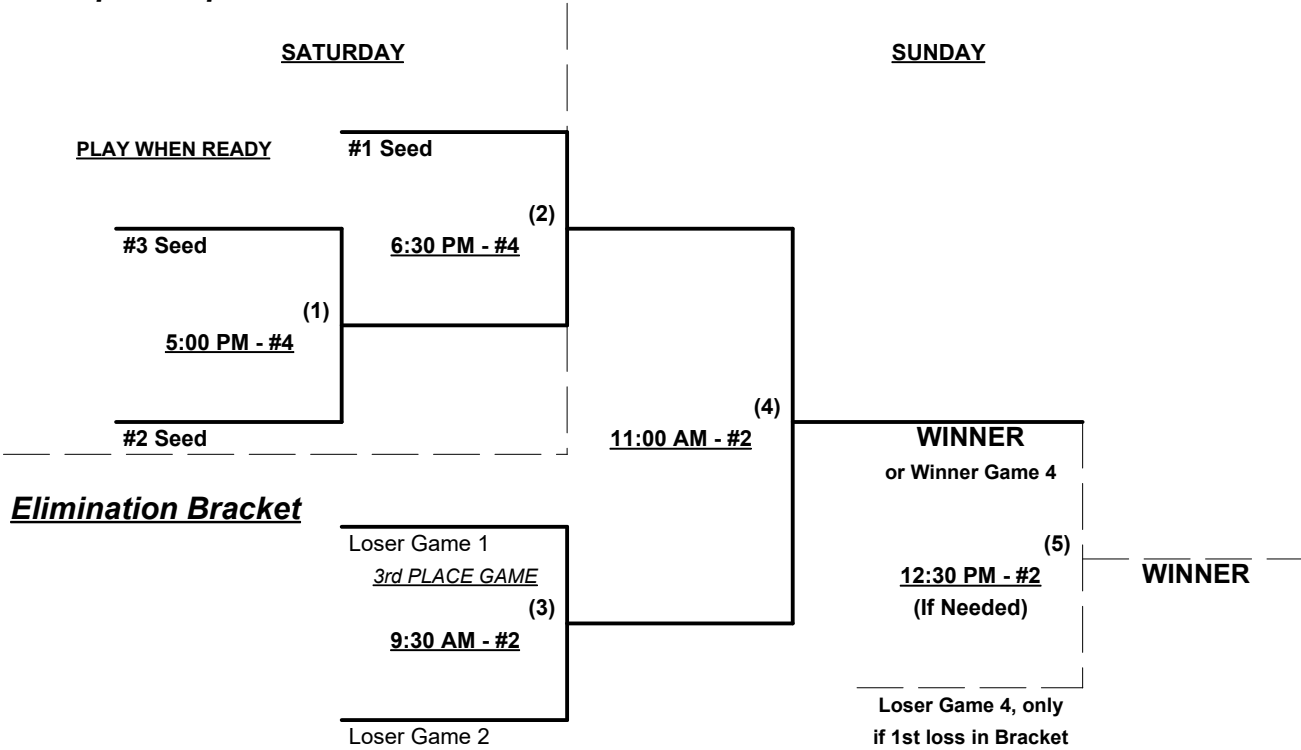 SATURDAY
SUNDAY
PLAY WHEN READY
#1 Seed
(2)
#3 Seed
6:30 PM - #4
(1)
5:00 PM - #4
(4)
#2 Seed
11:00 AM - #2
WINNER
or Winner Game 4
Elimination Bracket
Loser Game 1
(5)
3rd PLACE GAME
12:30 PM - #2
WINNER
(3)
(If Needed)
9:30 AM - #2
Loser Game 4, only
Loser Game 2
if 1st loss in Bracket